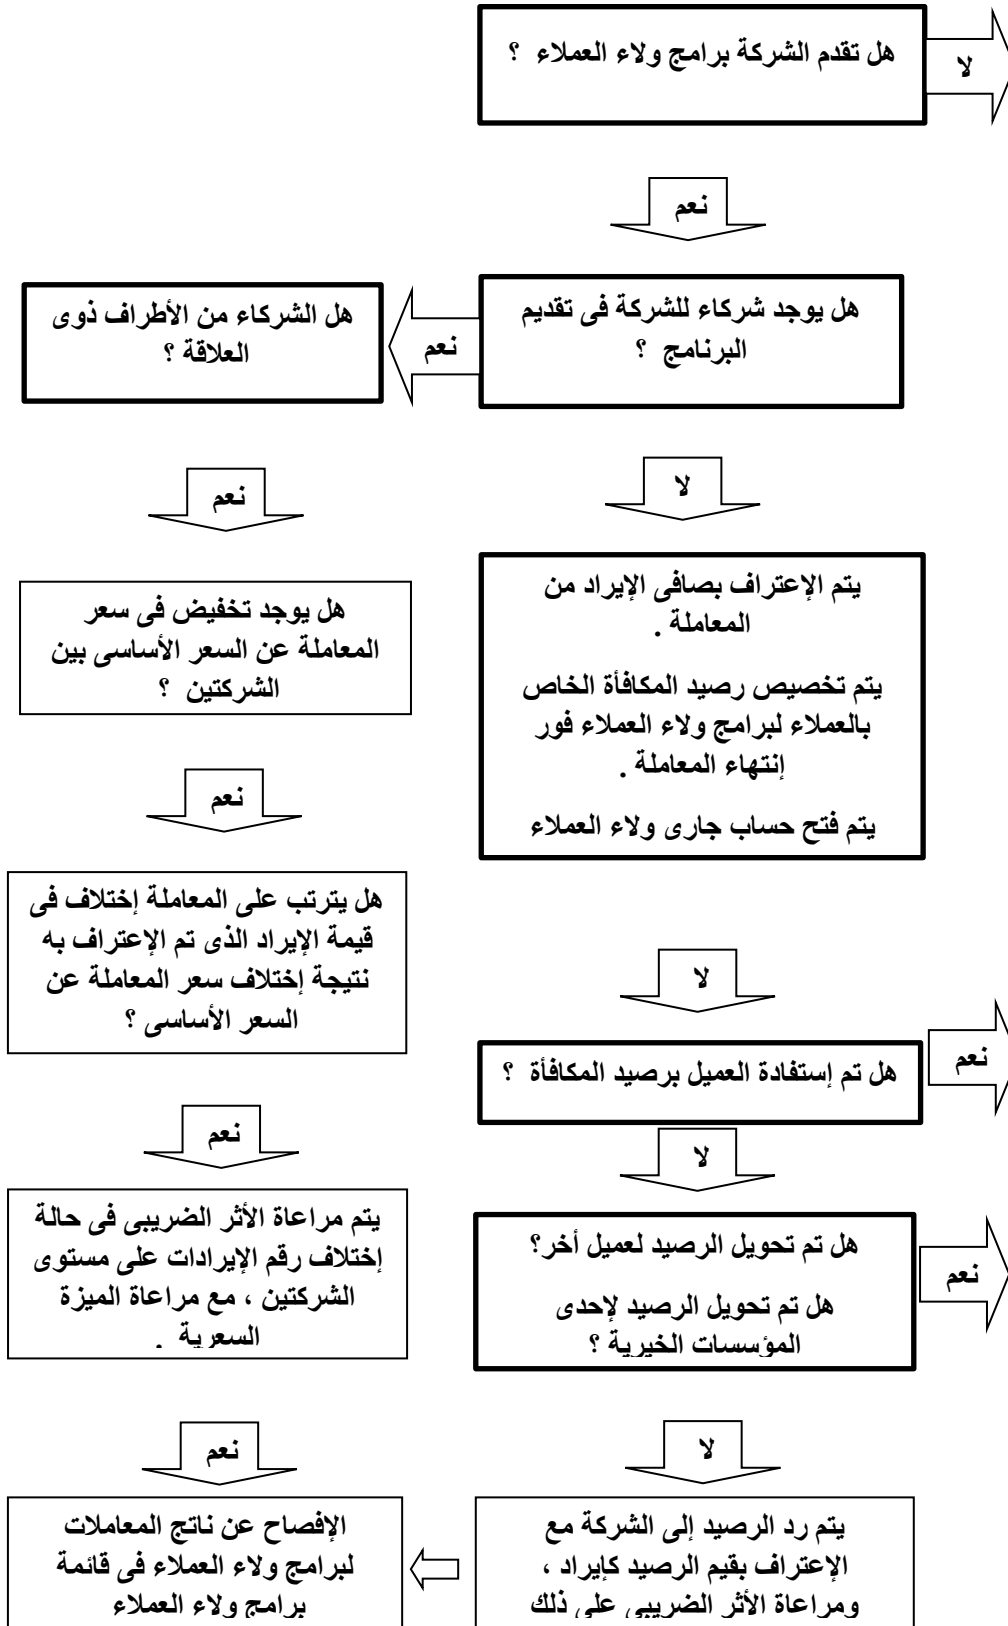 هل تقدم الشركة برامج ولاء العملاء ؟
لا
نعم
هل يوجد شركاء للشركة فى تقديم
البرنامج ؟
نعم
هل الشركاء من الأطراف ذوى
العلاقة ؟
لا
نعم
يتم الإعتراف بصافى الإيراد من
المعاملة .
يتم تخصيص رصيد المكافأة الخاص
بالعملاء لبرامج ولاء العملاء فور
إنتهاء المعاملة .
يتم فتح حساب جارى ولاء العملاء
هل يوجد تخفيض فى سعر
المعاملة عن السعر الأساسى بين
الشركتين ؟
نعم
هل يترتب على المعاملة إختلاف فى
قيمة الإيراد الذى تم الإعتراف به
نتيجة إختلاف سعر المعاملة عن
السعر الأساسى ؟
لا
هل تم إستفادة العميل برصيد المكافأة ؟
نعم
نعم
لا
هل تم تحويل الرصيد لعميل أخر؟
هل تم تحويل الرصيد لإحدى
المؤسسات الخيرية ؟
نعم
يتم مراعاة الأثر الضريبى فى حالة
إختلاف رقم الإيرادات على مستوى
الشركتين ، مع مراعاة الميزة
السعرية .
لا
نعم
يتم رد الرصيد إلى الشركة مع
الإعتراف بقيم الرصيد كإيراد ،
ومراعاة الأثر الضريبى على ذلك
الإفصاح عن ناتج المعاملات
لبرامج ولاء العملاء فى قائمة
برامج ولاء العملاء